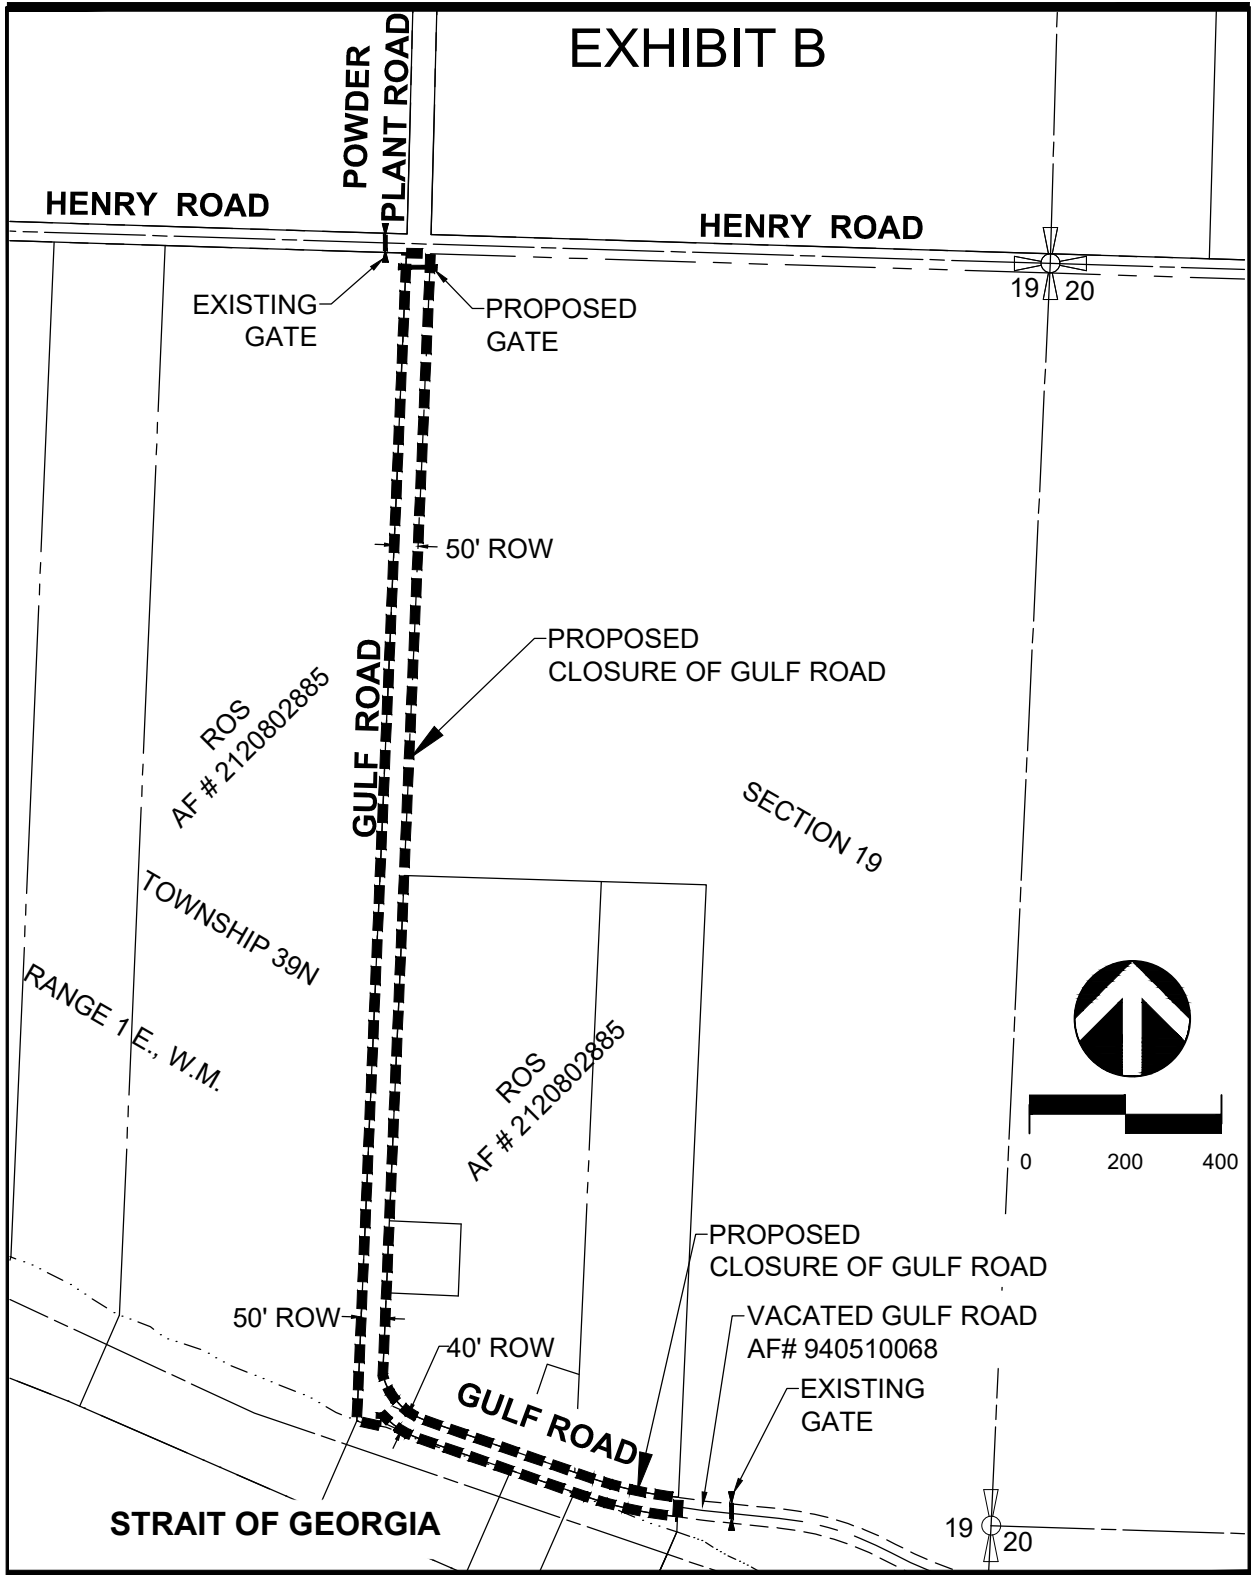 EXHIBIT B
POWDER
PLANT ROAD
HENRY ROAD
HENRY ROAD
19 20
EXISTING
GATE
PROPOSED
GATE
50' ROW
PROPOSED
CLOSURE OF GULF ROAD
GULF ROAD
ROS
AF # 2120802885
SECTION 19
TOWNSHIP 39N
RANGE 1 E., W.M.
ROS
AF # 2120802885
0 200 400
PROPOSED
CLOSURE OF GULF ROAD
VACATED GULF ROAD
AF# 940510068
50' ROW
40' ROW
EXISTING
GATE
GULF ROAD
STRAIT OF GEORGIA
19 20